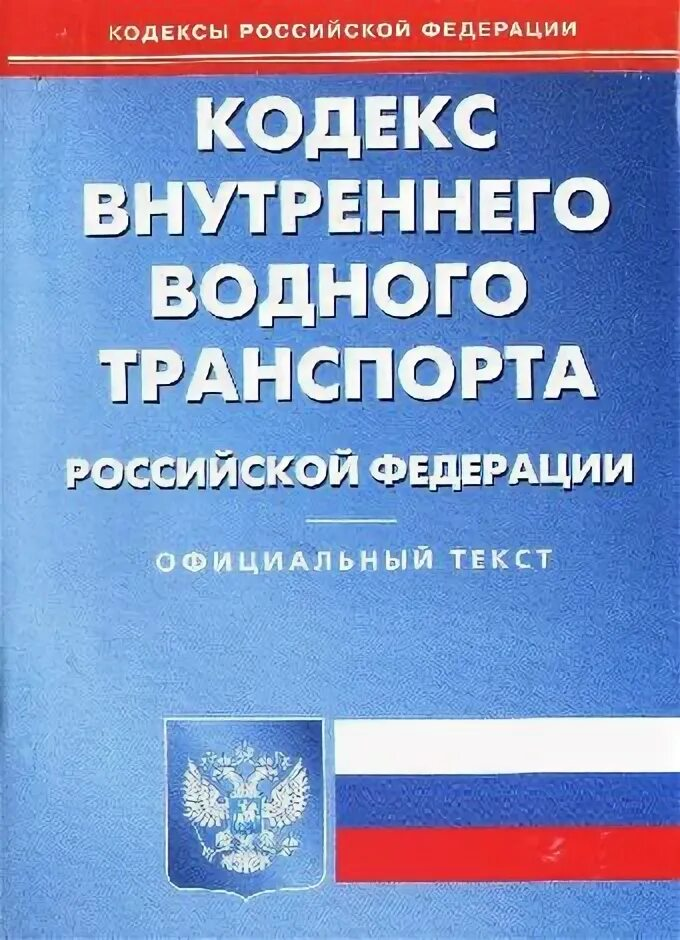 КОДЕКСЫ РОССИЙСКОЙ ФЕДЕРАЦИИ
КОДЕКС
ВНУТРЕННЕГО
ВОДНОГО
ТРАНСПОРТА
РОССИЙСКОЙ ФЕДЕРАЦИИ
ОФИЦИАЛЬНЫЙ ТЕКСТ